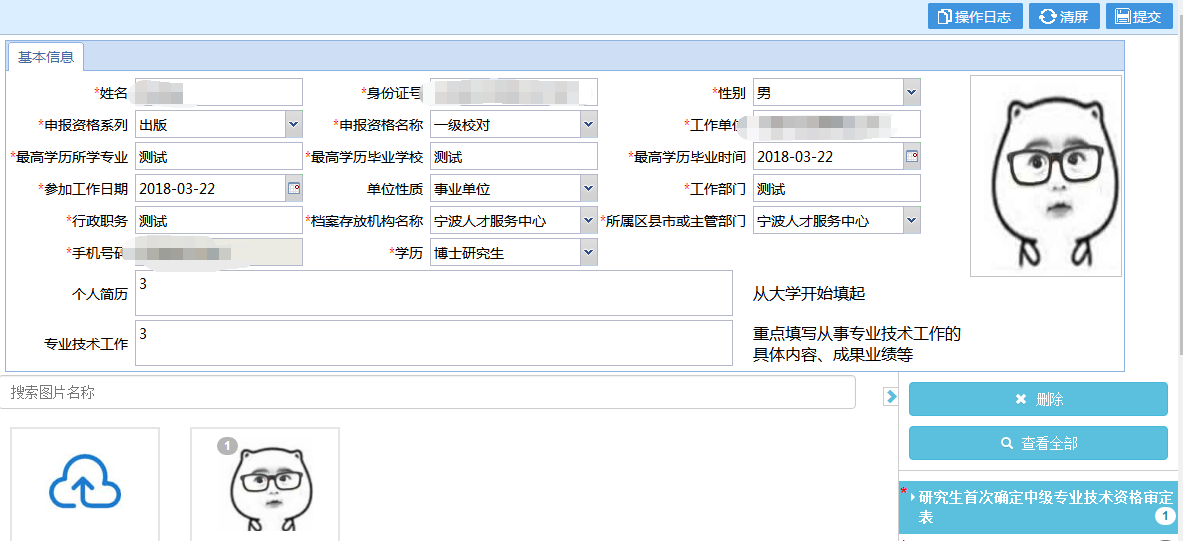 操作日志 清屏 提交
基本信息
*姓名 *身份证号 *性别 男
*申报资格系列 出版 *申报资格名称 一级校对 *工作单位
*最高学历所学专业 测试 *最高学历毕业学校 测试 *最高学历毕业时间 2018-03-22
*参加工作日期 2018-03-22 单位性质 事业单位 *工作部门 测试
*行政职务 测试 *档案存放机构名称 宁波人才服务中心 *所属区县市或主管部门 宁波人才服务中心
*手机号码 *学历 博士研究生
个人简历 3 从大学开始填起
专业技术工作 3 重点填写从事专业技术工作的
具体内容、成果业绩等
搜索图片名称
删除
查看全部
1
*研究生首次确定中级专业技术资格审定
表
1